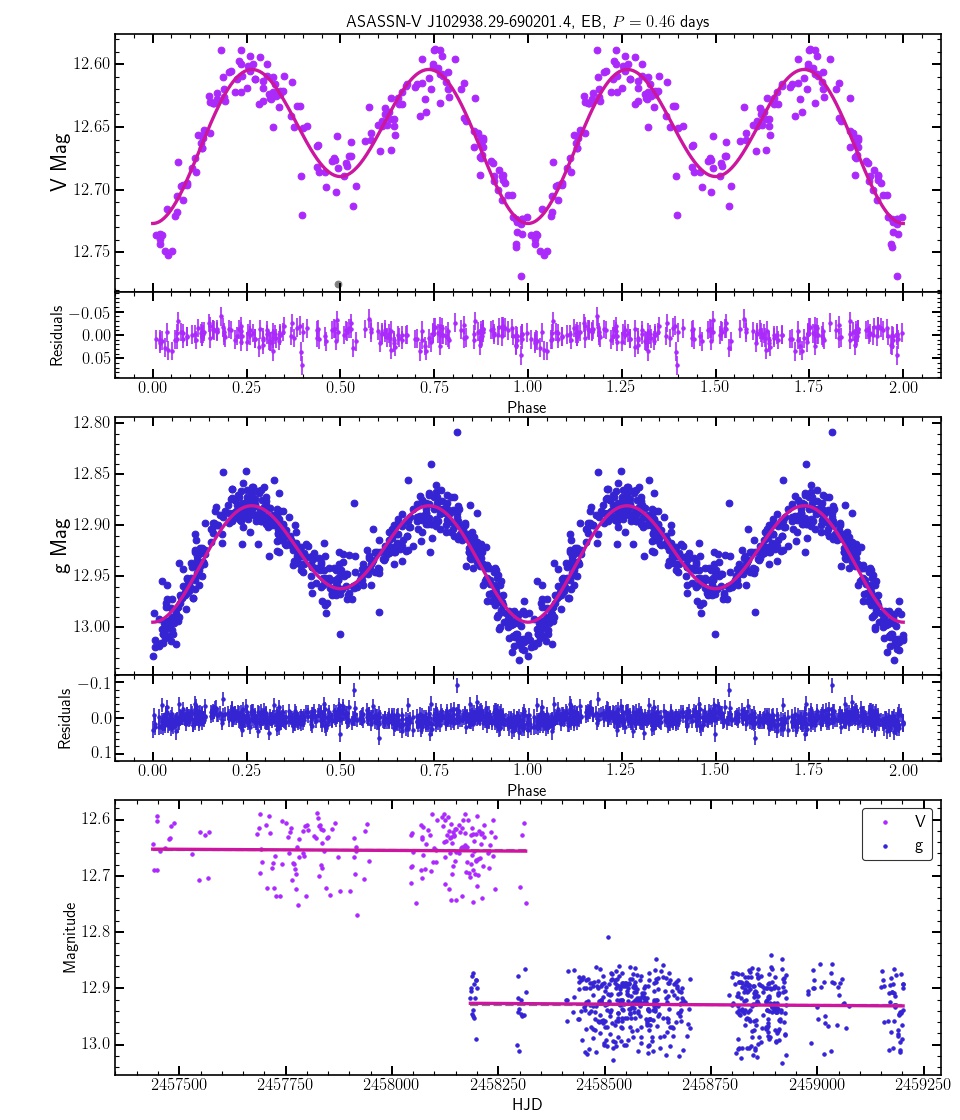 ASASSN-V J102938.29-690201.4, EB, P = 0.46 days
12.60
12.65
12.70
12.75
V Mag
−0.05
0.00
0.05
Residuals
0.00 0.25 0.50 0.75 1.00 1.25 1.50 1.75 2.00
Phase
12.80
12.85
12.90
12.95
13.00
g Mag
−0.1
0.0
0.1
Residuals
0.00 0.25 0.50 0.75 1.00 1.25 1.50 1.75 2.00
Phase
V
g
12.6
12.7
12.8
12.9
13.0
Magnitude
2457500 2457750 2458000 2458250 2458500 2458750 2459000 2459250
HJD